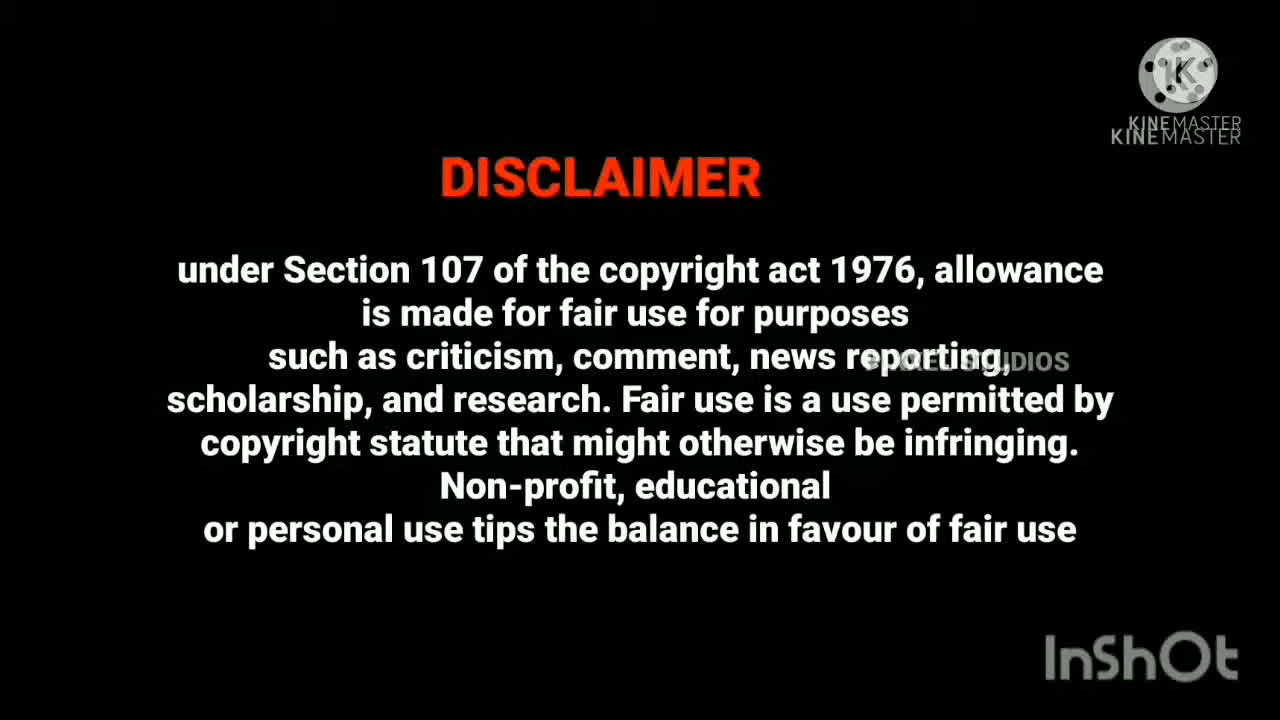 KINEMASTER
KINEMASTER
DISCLAIMER
under Section 107 of the copyright act 1976, allowance
is made for fair use for purposes
such as criticism, comment, news reporting,
STUDIOS
scholarship, and research. Fair use is a use permitted by
copyright statute that might otherwise be infringing.
Non-profit, educational
or personal use tips the balance in favour of fair use
InShOt